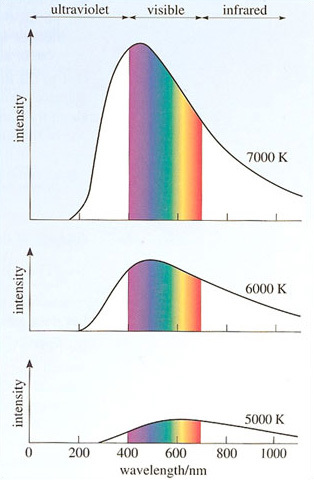 ultraviolet visible infrared
intensity
7000 K
intensity
6000 K
intensity
5000 K
0 200 400 600 800 1000
wavelength/nm